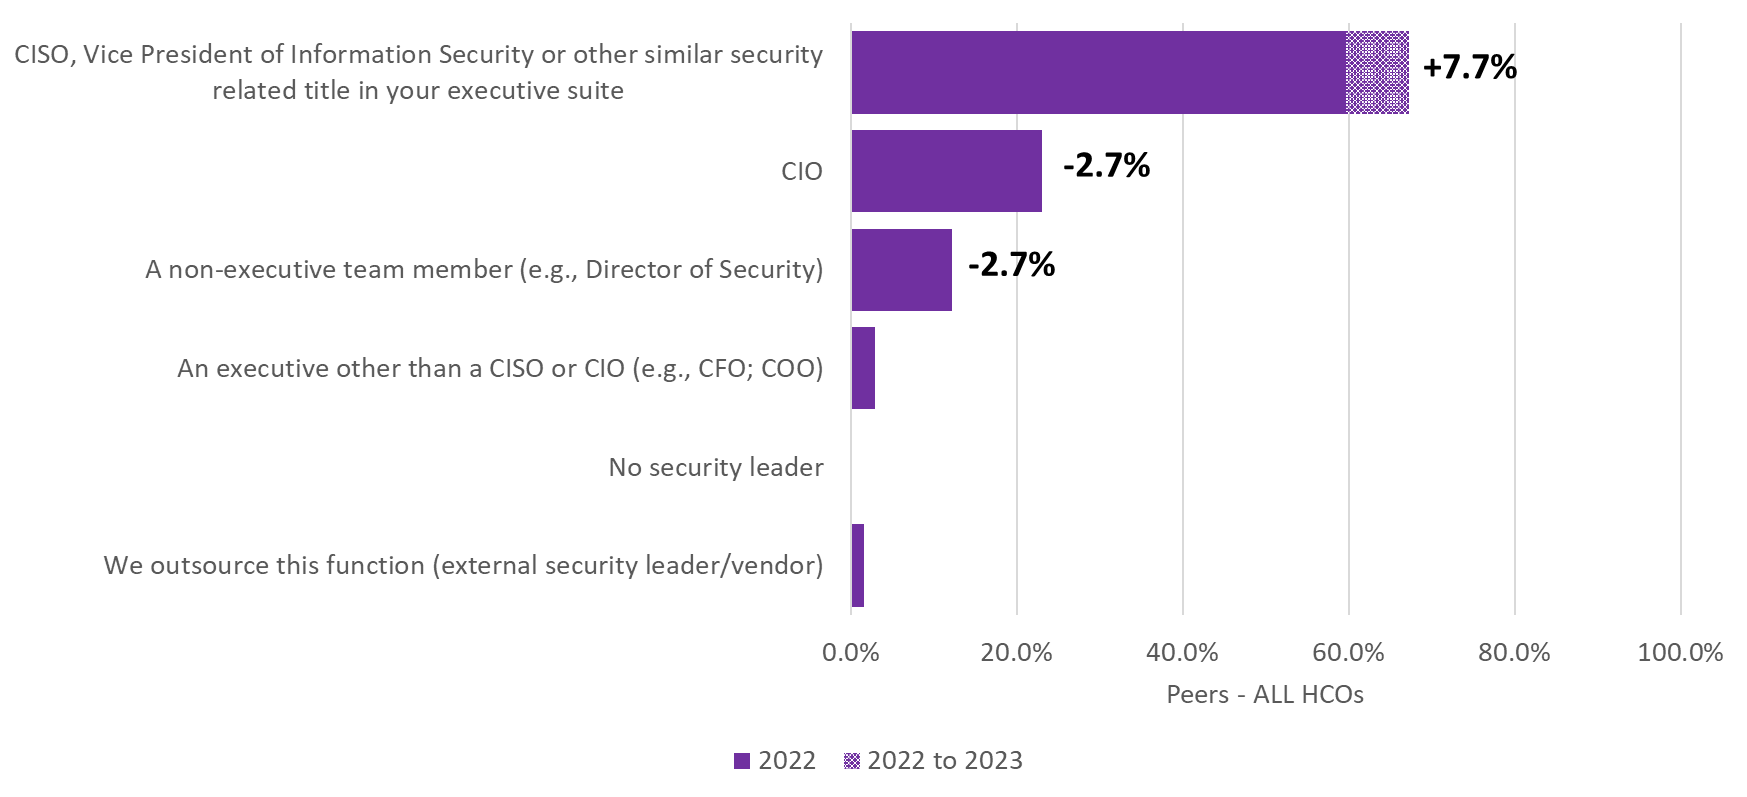 CISO, Vice President of Information Security or other similar security
related title in your executive suite
+7.7%
CIO
-2.7%
A non-executive team member (e.g., Director of Security)
-2.7%
An executive other than a CISO or CIO (e.g., CFO; COO)
No security leader
We outsource this function (external security leader/vendor)
0.0% 20.0% 40.0% 60.0% 80.0% 100.0%
Peers - ALL HCOs
2022 2022 to 2023